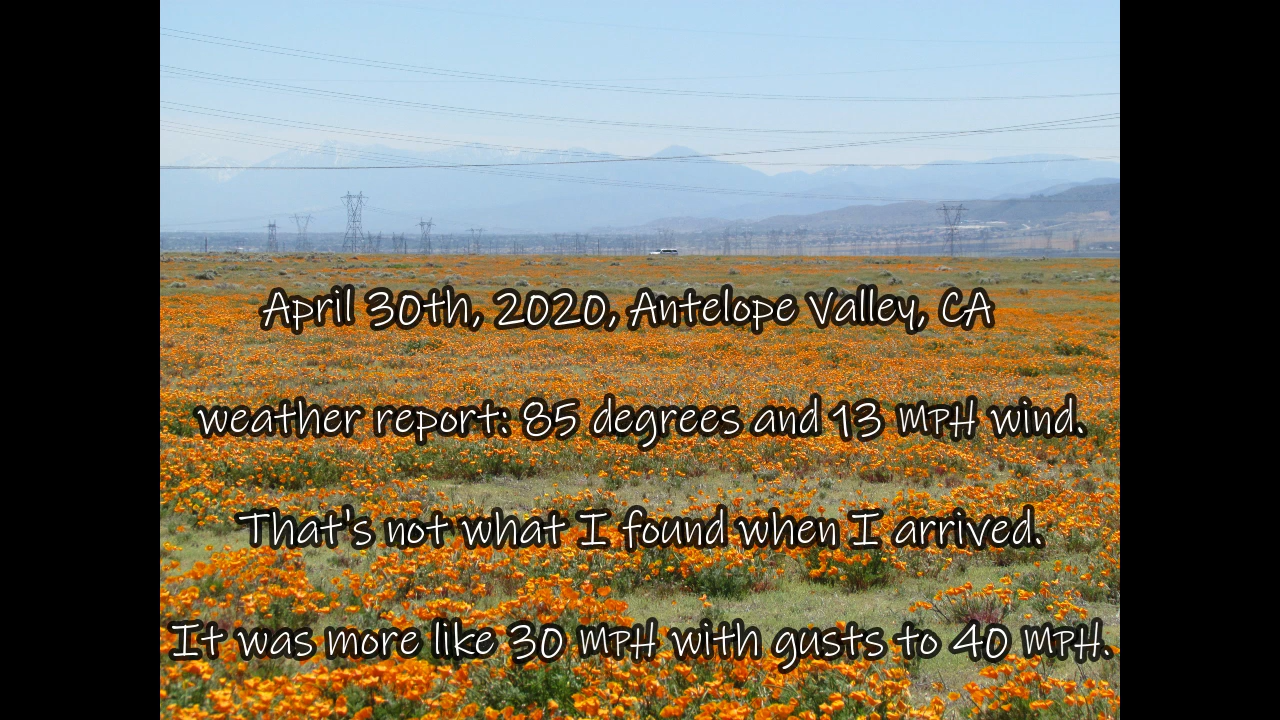 April 30th, 2020, Antelope Valley, CA
weather report: 85 degrees and 13 MPH wind.
That's not what I found when I arrived.
It was more like 30 MPH with gusts to 40 MPH.